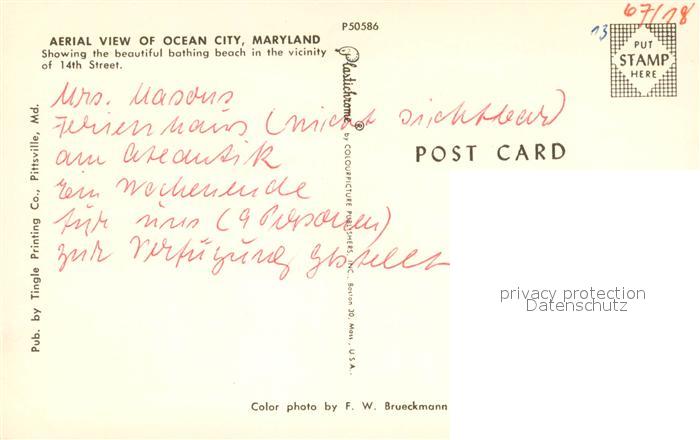 P50586
67/18
13
AERIAL VIEW OF OCEAN CITY, MARYLAND
Showing the beautiful bathing beach in the vicinity
of 14th Street.
PUT
STAMP
HERE
Mrs. Masons
Ferienhaus (nicht sichtbar)
am Atlantik
Ein Wochenende
für uns (9 Personen)
zur Verfügung gestellt
POST CARD
Plastichrome ®
by COLOURPICTURE PUBLISHERS, INC., Boston 30, Mass., U.S.A.
Pub. by Tingle Printing Co., Pittsville, Md.
privacy protection
Datenschutz
Color photo by F. W. Brueckmann